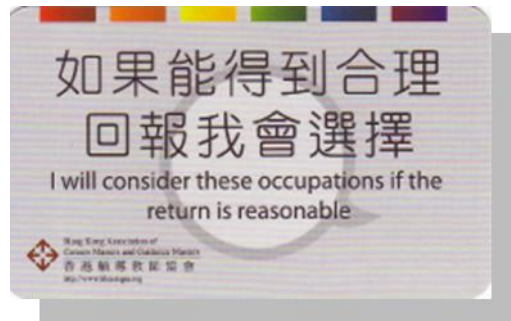 如果能得到合理
回報我會選擇
I will consider these occupations if the
return is reasonable
Hong Kong Association of
Careers Masters and Guidance Masters
香港輔導教師協會